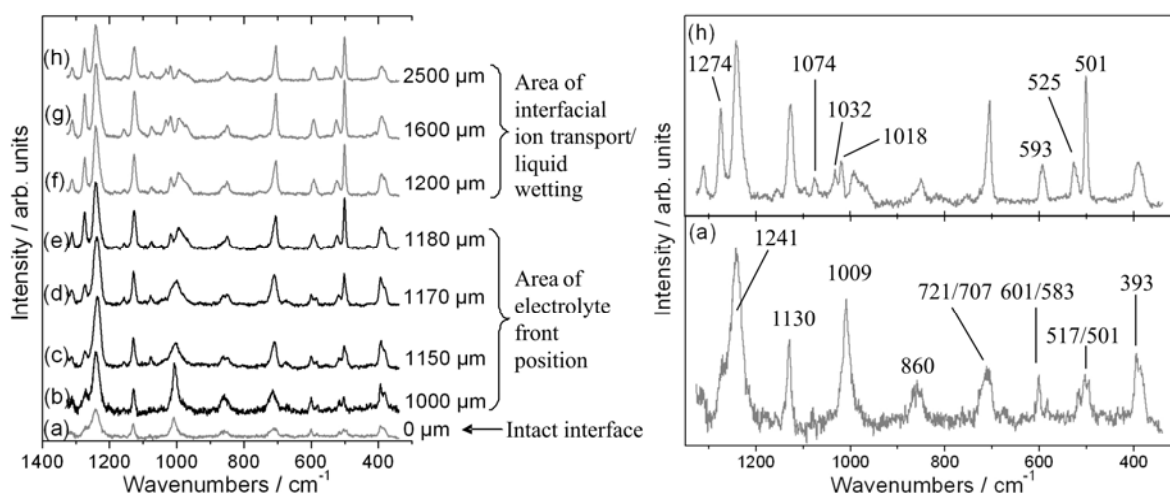 (h)
2500 µm
(g)
1600 µm
(f)
1200 µm
Area of
interfacial
ion transport/
liquid
wetting
(e)
1180 µm
(d)
1170 µm
(c)
1150 µm
(b)
1000 µm
Area of
electrolyte
front
position
(a)
0 µm
Intact interface
Intensity / arb. units
1400 1200 1000 800 600 400
Wavenumbers / cm⁻¹
(h)
1274
1074
1032
1018
593
525
501
Intensity / arb. units
(a)
1241
1130
1009
860
721/707
601/583
517/501
393
Intensity / arb. units
1200 1000 800 600 400
Wavenumbers / cm⁻¹